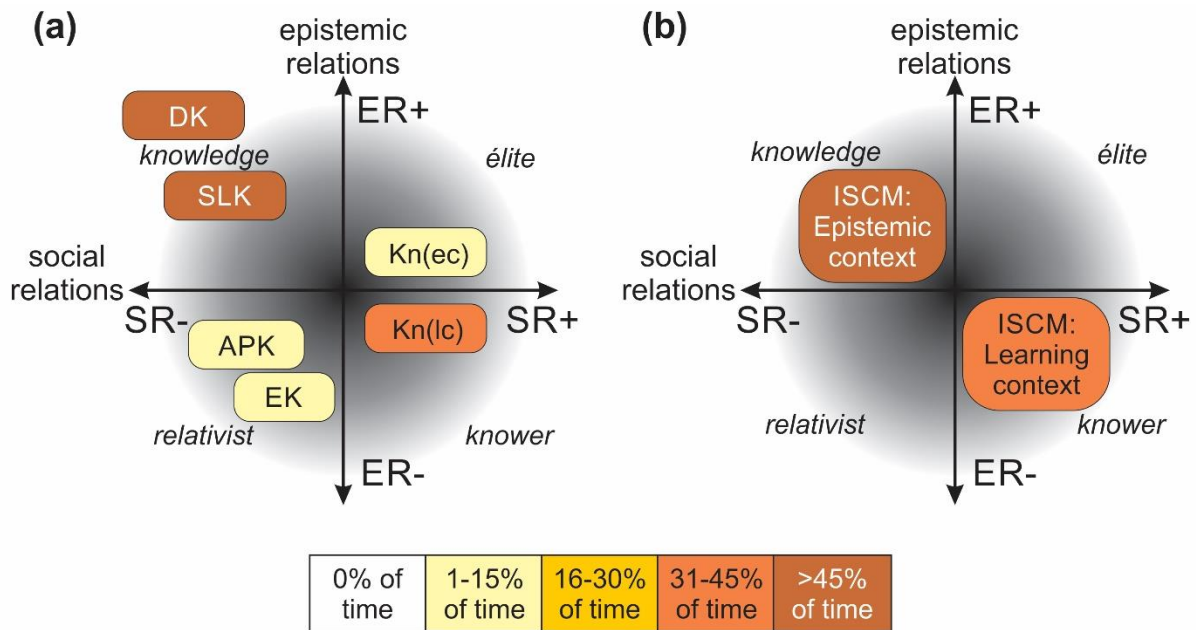 (a)
epistemic
relations
ER+
DK
knowledge
élite
SLK
Kn(ec)
social
relations
SR-
SR+
Kn(lc)
APK
EK
relativist
knower
ER-
(b)
epistemic
relations
ER+
knowledge
élite
ISCM:
Epistemic
context
social
relations
SR-
SR+
ISCM:
Learning
context
relativist
knower
ER-
0% of
time
1-15%
of time
16-30%
of time
31-45%
of time
>45%
of time